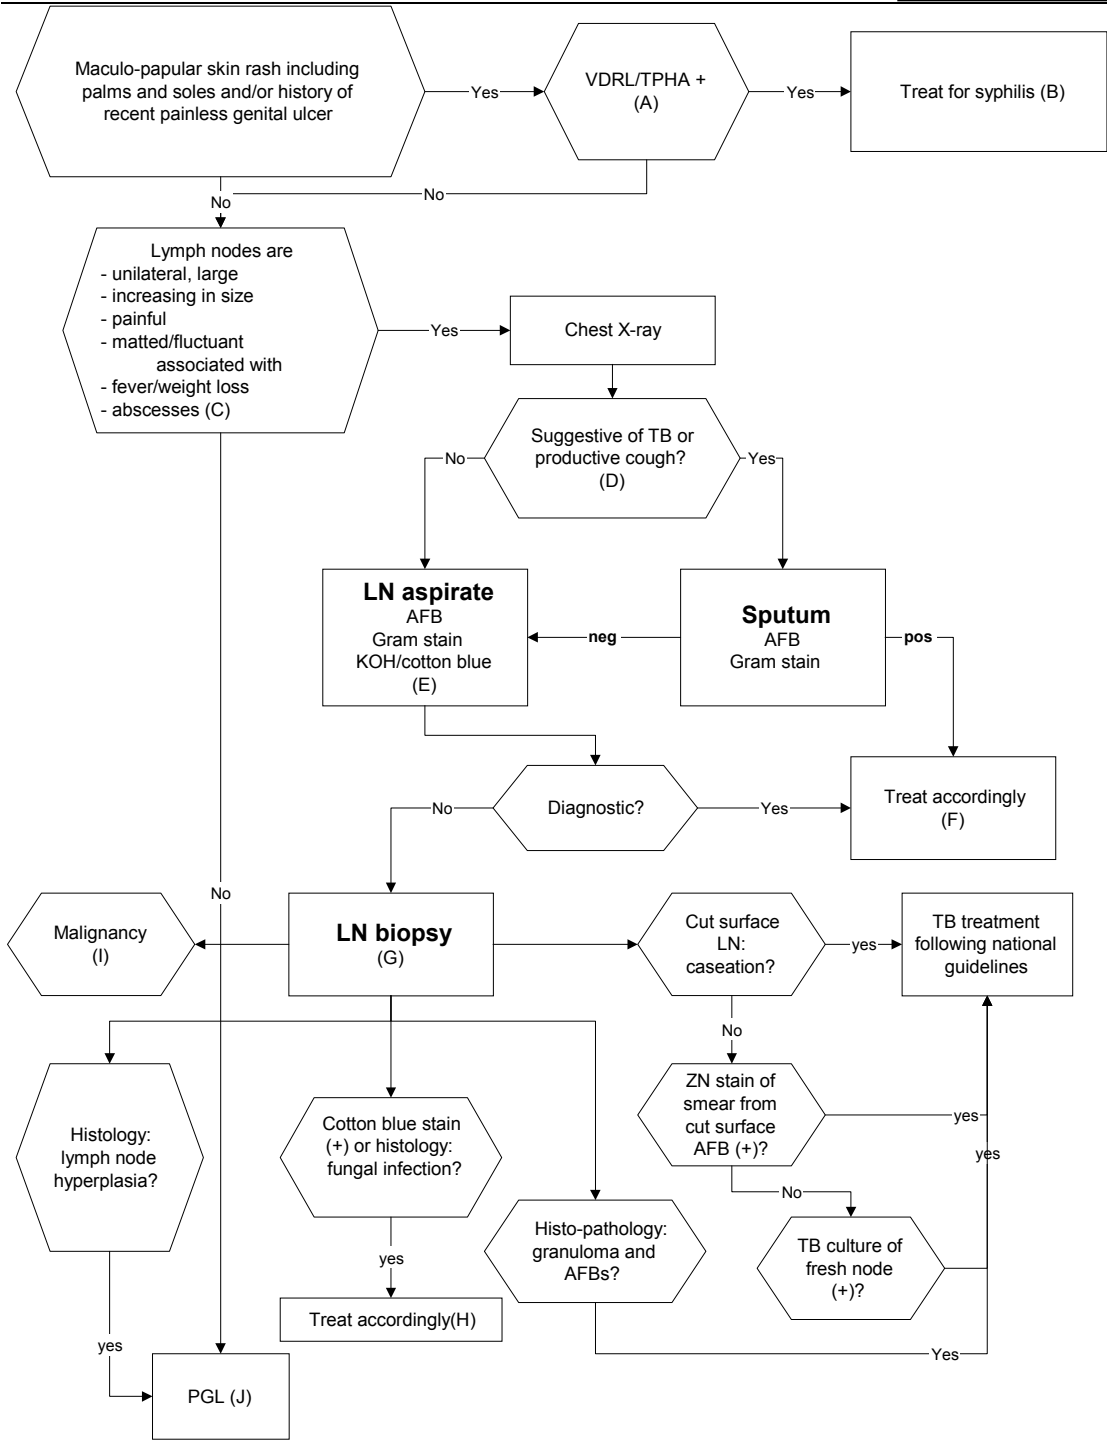 Maculo-papular skin rash including
palms and soles and/or history of
recent painless genital ulcer
Yes
VDRL/TPHA +
(A)
Yes
Treat for syphilis (B)
No
No
Lymph nodes are
- unilateral, large
- increasing in size
- painful
- matted/fluctuant
associated with
- fever/weight loss
- abscesses (C)
Yes
Chest X-ray
Suggestive of TB or
productive cough?
(D)
No
Yes
LN aspirate
AFB
Gram stain
KOH/cotton blue
(E)
neg
Sputum
AFB
Gram stain
pos
Diagnostic?
No
Yes
Treat accordingly
(F)
No
Malignancy
(I)
LN biopsy
(G)
Cut surface
LN:
caseation?
yes
TB treatment
following national
guidelines
No
Histology:
lymph node
hyperplasia?
Cotton blue stain
(+) or histology:
fungal infection?
ZN stain of
smear from
cut surface
AFB (+)?
yes
yes
No
Histo-pathology:
granuloma and
AFBs?
TB culture of
fresh node
(+)?
yes
Treat accordingly(H)
yes
Yes
PGL (J)